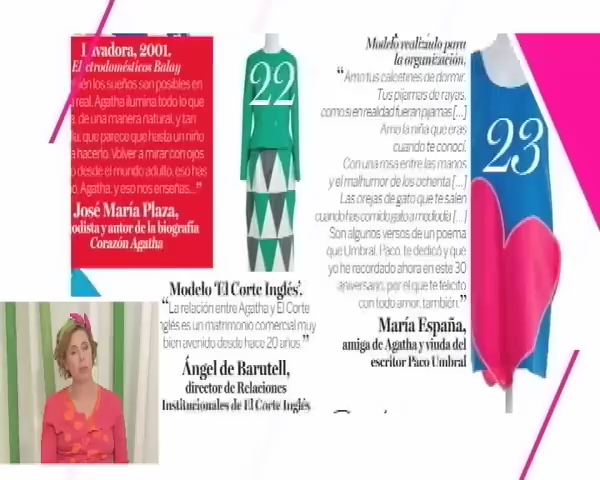 Lavadora, 2001.
Electrodomésticos Balay
los sueños son posibles en
real. Agatha ilumina todo lo que
a, de una manera natural, y tan
que parece que hasta un niño
a hacerlo. Volver a mirar con ojos
o desde el mundo adulto, eso has
o, Agatha, y eso nos enseñas..."
José María Plaza,
odista y autor de la biografía
Corazón Agatha
22
Modelo 'El Corte Inglés'.
"La relación entre Agatha y El Corte
nglés es un matrimonio comercial muy
bien avenido desde hace 20 años."
Ángel de Barutell,
director de Relaciones
Institucionales de El Corte Inglés
Modelo realizado para
la organización.
"Amo tus calcetines de dormir.
Tus pijamas de rayas,
como si en realidad fueran pijamas [...]
Amo la niña que eras
cuando te conocí.
Con una rosa entre las manos
y el malhumor de los ochenta [...]
Las orejas de gato que te salen
cuando has comido gato a mediodía [...]
Son algunos versos de un poema
que Umbral, Paco, te dedicó y que
yo he recordado ahora en este 30
aniversario, por el que te felicito
con todo amor, también."
María España,
amiga de Agatha y viuda del
escritor Paco Umbral
23